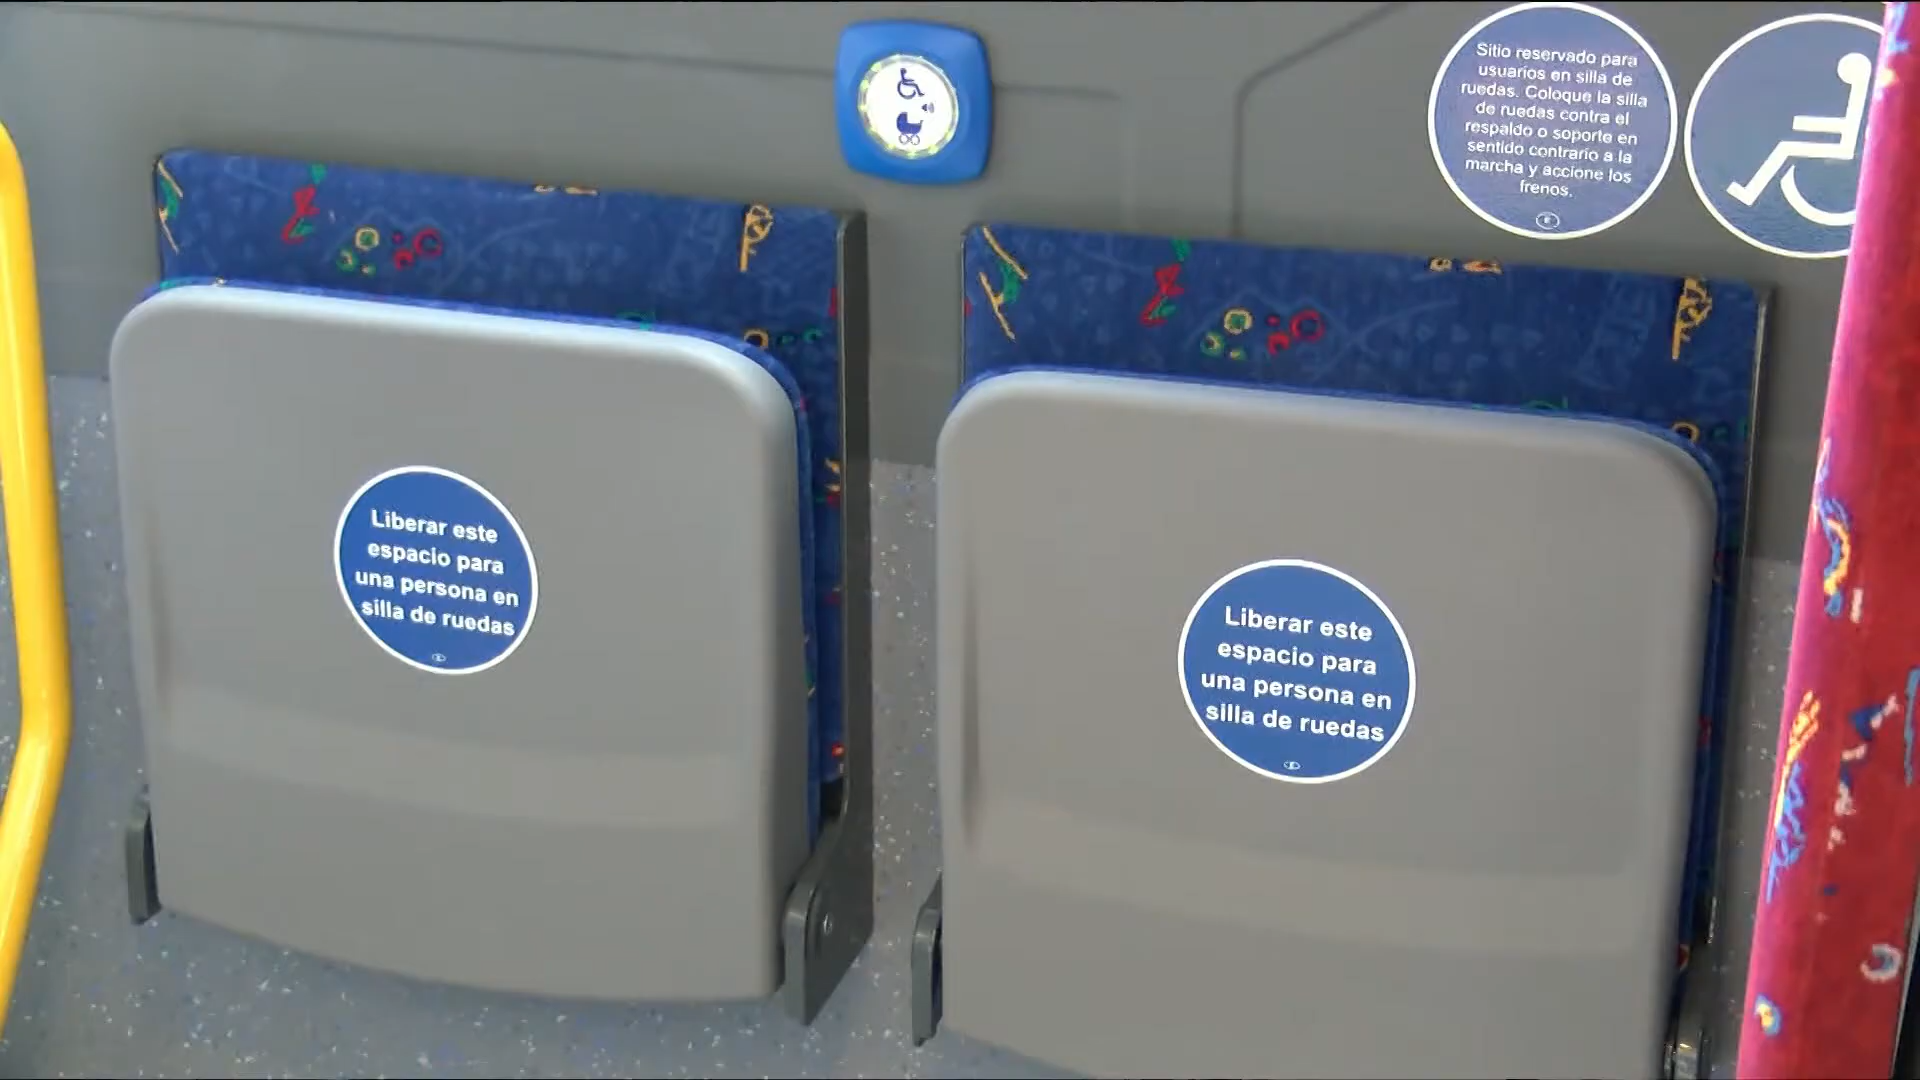 Sitio reservado para
usuarios en silla de
ruedas. Coloque la silla
de ruedas contra el
respaldo o soporte en
sentido contrario a la
marcha y accione los
frenos.
Liberar este
espacio para
una persona en
silla de ruedas
Liberar este
espacio para
una persona en
silla de ruedas